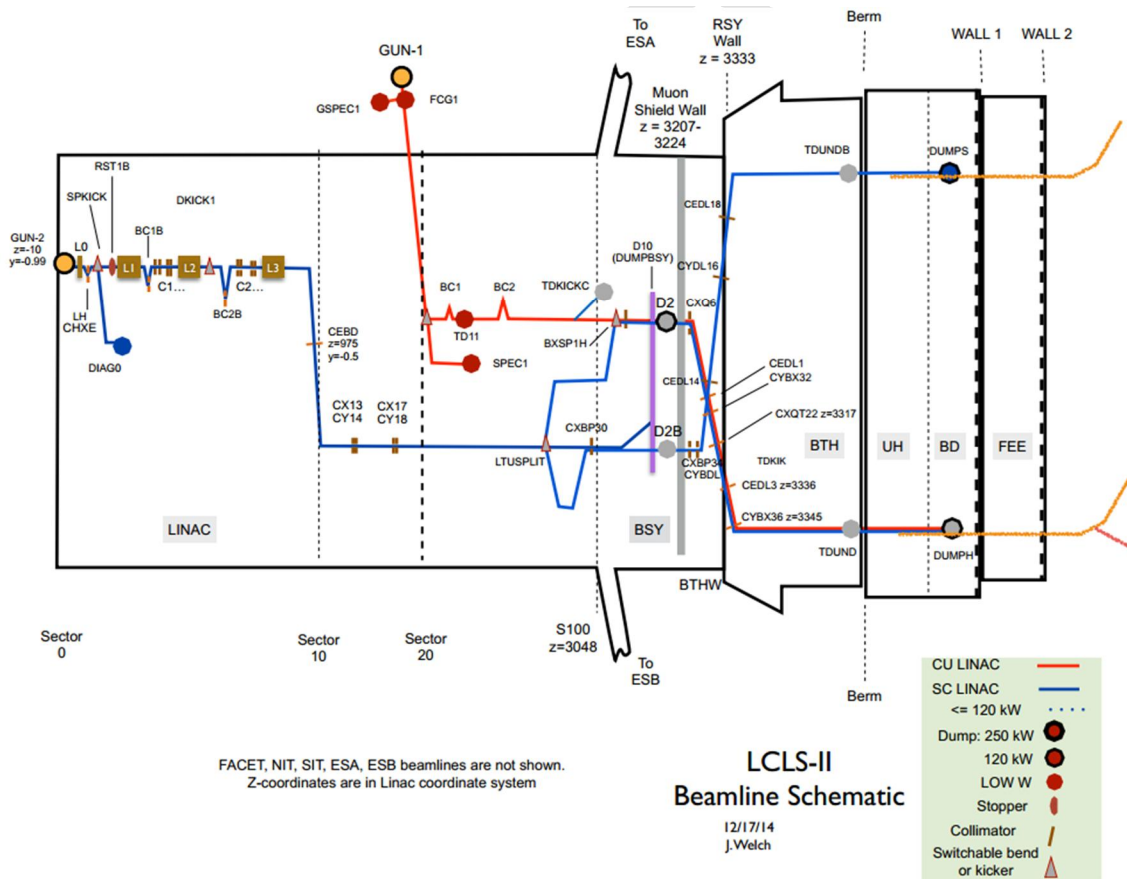 To
ESA
RSY
Wall
z = 3333
Berm
WALL 1
WALL 2
GUN-1
GSPEC1
FCG1
Muon
Shield Wall
z = 3207-
3224
RST1B
SPKICK
DKICK1
TDUNDB
DUMPS
GUN-2
z=-10
y=-0.99
L0
BC1B
L1
L2
L3
C1...
C2...
LH
CHXE
BC2B
DIAG0
CEBD
z=975
y=-0.5
BC1
BC2
TD11
SPEC1
TDKICKC
BXSP1H
D10
(DUMPBSY)
D2
CXQ6
CEDL18
CYDL16
CEDL14
CEDL1
CYBX32
CXQT22 z=3317
CX13
CY14
CX17
CY18
LTUSPLIT
CXBP30
D2B
CXBP34
CYBDL
TDKIK
CEDL3 z=3336
CYBX36 z=3345
BTH
UH
BD
FEE
LINAC
BSY
TDUND
DUMPH
BTHW
Sector
0
Sector
10
Sector
20
S100
z=3048
To
ESB
Berm
FACET, NIT, SIT, ESA, ESB beamlines are not shown.
Z-coordinates are in Linac coordinate system
LCLS-II
Beamline Schematic
12/17/14
J.Welch
CU LINAC
SC LINAC
<= 120 kW
Dump: 250 kW
120 kW
LOW W
Stopper
Collimator
Switchable bend
or kicker